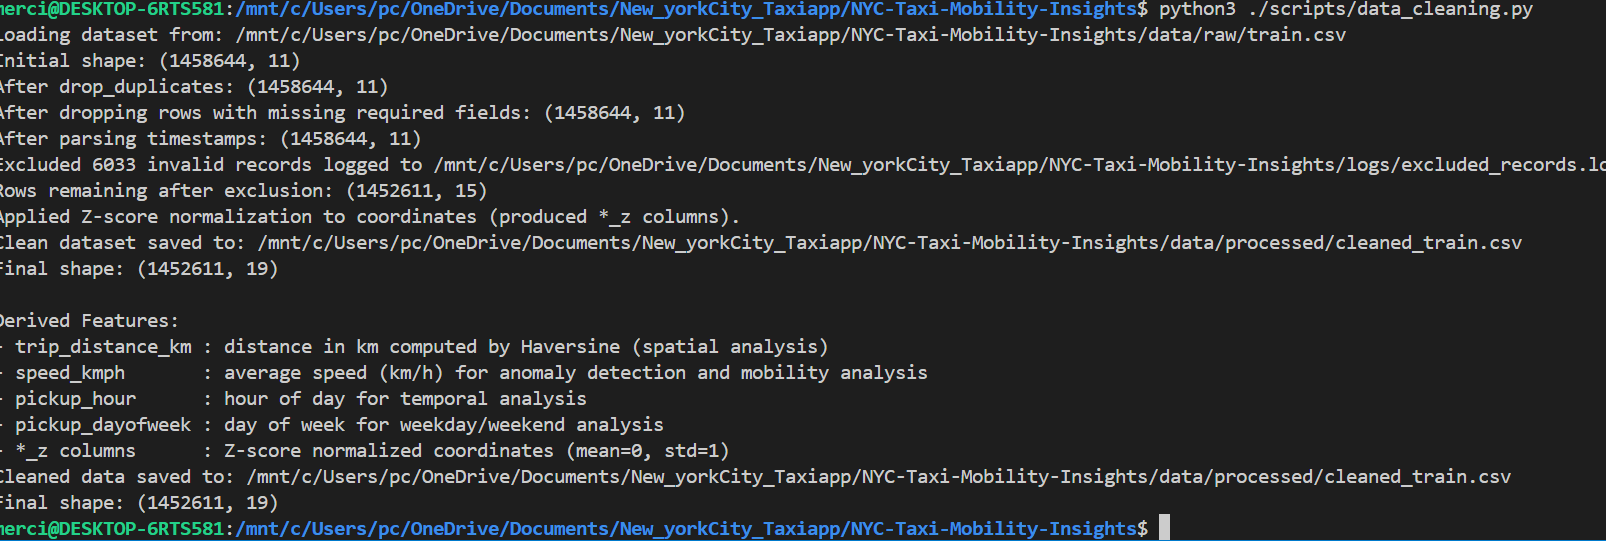 merci@DESKTOP-6RTS581:/mnt/c/Users/pc/OneDrive/Documents/New_yorkCity_Taxiapp/NYC-Taxi-Mobility-Insights$ python3 ./scripts/data_cleaning.py
Loading dataset from: /mnt/c/Users/pc/OneDrive/Documents/New_yorkCity_Taxiapp/NYC-Taxi-Mobility-Insights/data/raw/train.csv
Initial shape: (1458644, 11)
After drop_duplicates: (1458644, 11)
After dropping rows with missing required fields: (1458644, 11)
After parsing timestamps: (1458644, 11)
Excluded 6033 invalid records logged to /mnt/c/Users/pc/OneDrive/Documents/New_yorkCity_Taxiapp/NYC-Taxi-Mobility-Insights/logs/excluded_records.lo
Rows remaining after exclusion: (1452611, 15)
Applied Z-score normalization to coordinates (produced *_z columns).
Clean dataset saved to: /mnt/c/Users/pc/OneDrive/Documents/New_yorkCity_Taxiapp/NYC-Taxi-Mobility-Insights/data/processed/cleaned_train.csv
Final shape: (1452611, 19)
Derived Features:
- trip_distance_km : distance in km computed by Haversine (spatial analysis)
- speed_kmph       : average speed (km/h) for anomaly detection and mobility analysis
- pickup_hour      : hour of day for temporal analysis
- pickup_dayofweek : day of week for weekday/weekend analysis
- *_z columns      : Z-score normalized coordinates (mean=0, std=1)
Cleaned data saved to: /mnt/c/Users/pc/OneDrive/Documents/New_yorkCity_Taxiapp/NYC-Taxi-Mobility-Insights/data/processed/cleaned_train.csv
Final shape: (1452611, 19)
merci@DESKTOP-6RTS581:/mnt/c/Users/pc/OneDrive/Documents/New_yorkCity_Taxiapp/NYC-Taxi-Mobility-Insights$